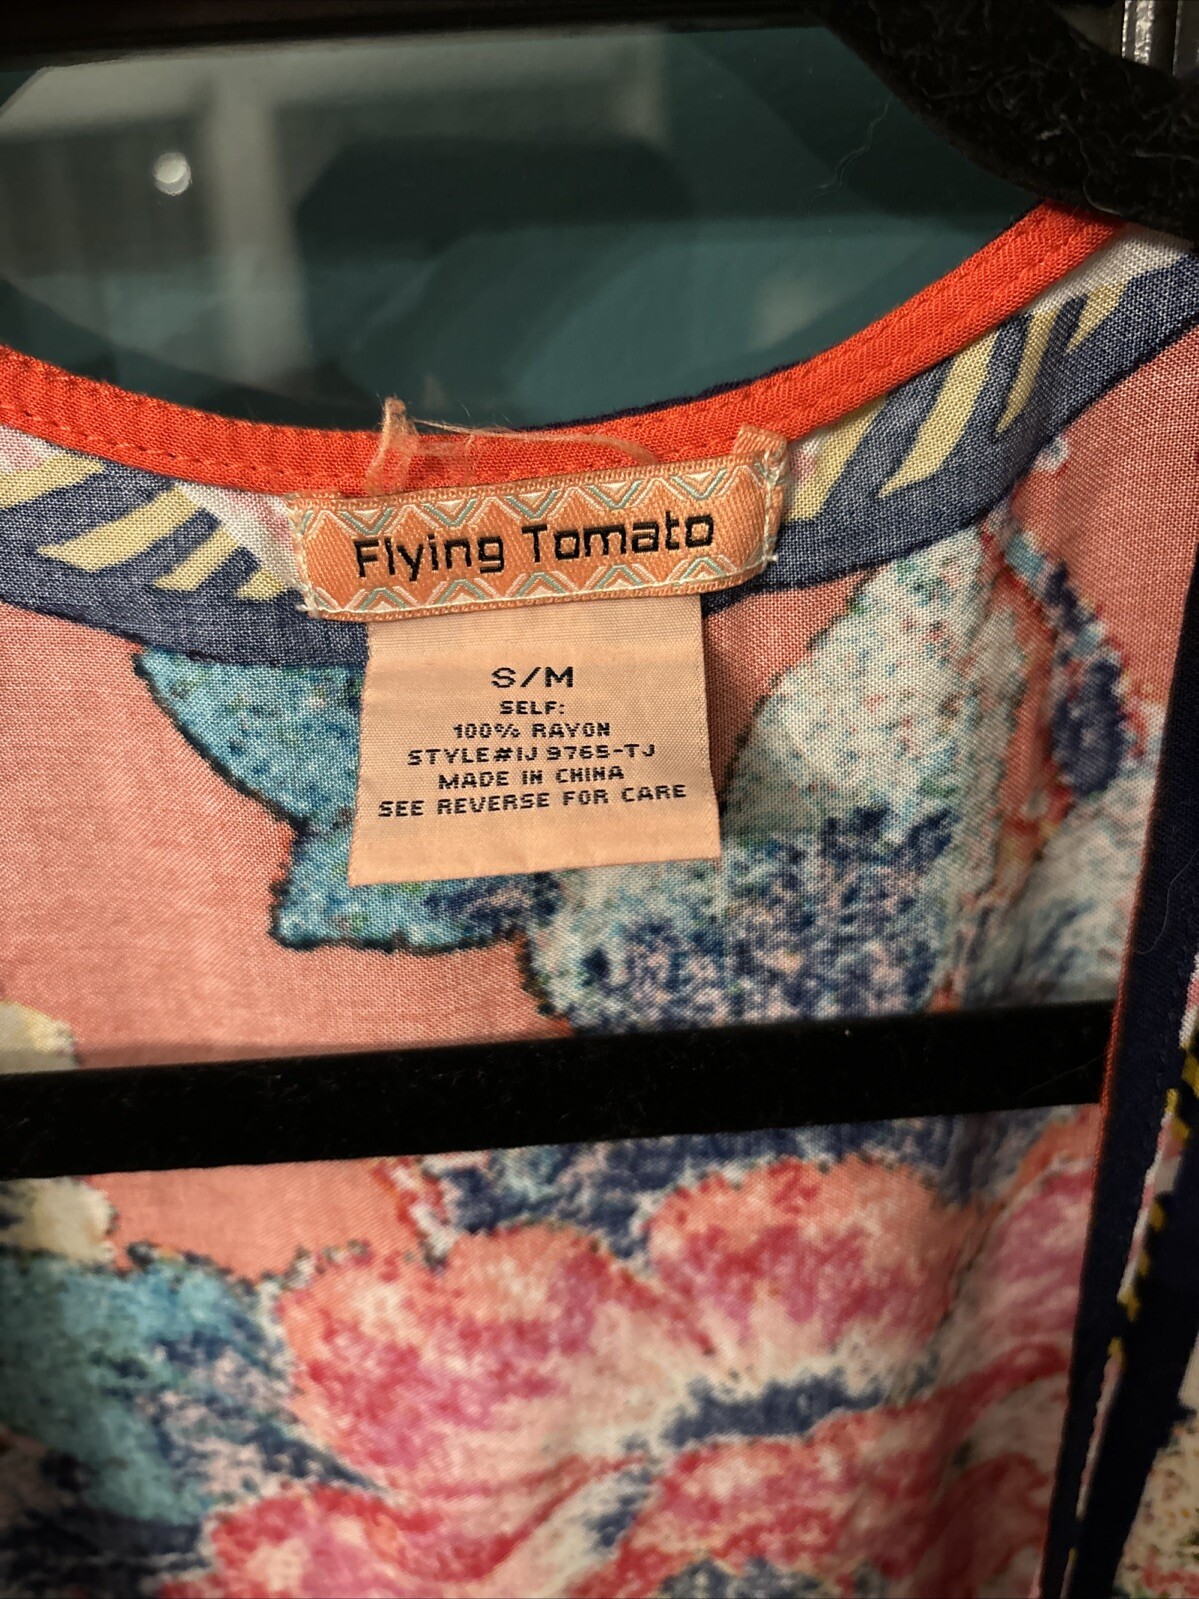 Flying Tomato
S/M
SELF:
100% RAYON
STYLE#IJ 9765-TJ
MADE IN CHINA
SEE REVERSE FOR CARE